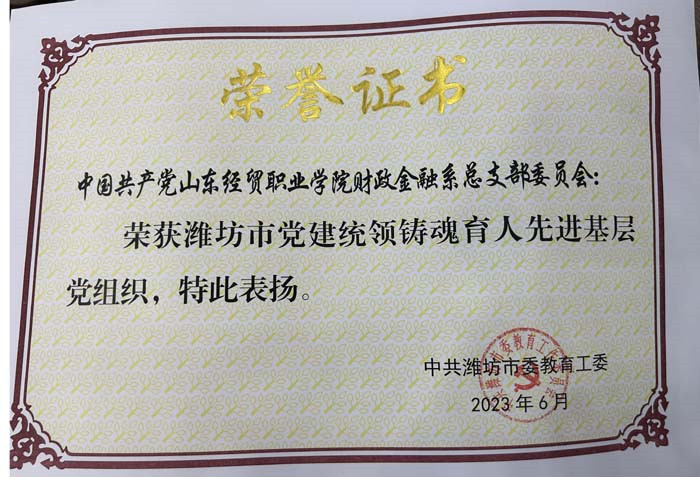 荣誉证书
中国共产党山东经贸职业学院财政金融系总支部委员会：
荣获潍坊市党建统领铸魂育人先进基层
党组织，特此表扬。
中共潍坊市委教育工委
2023年6月